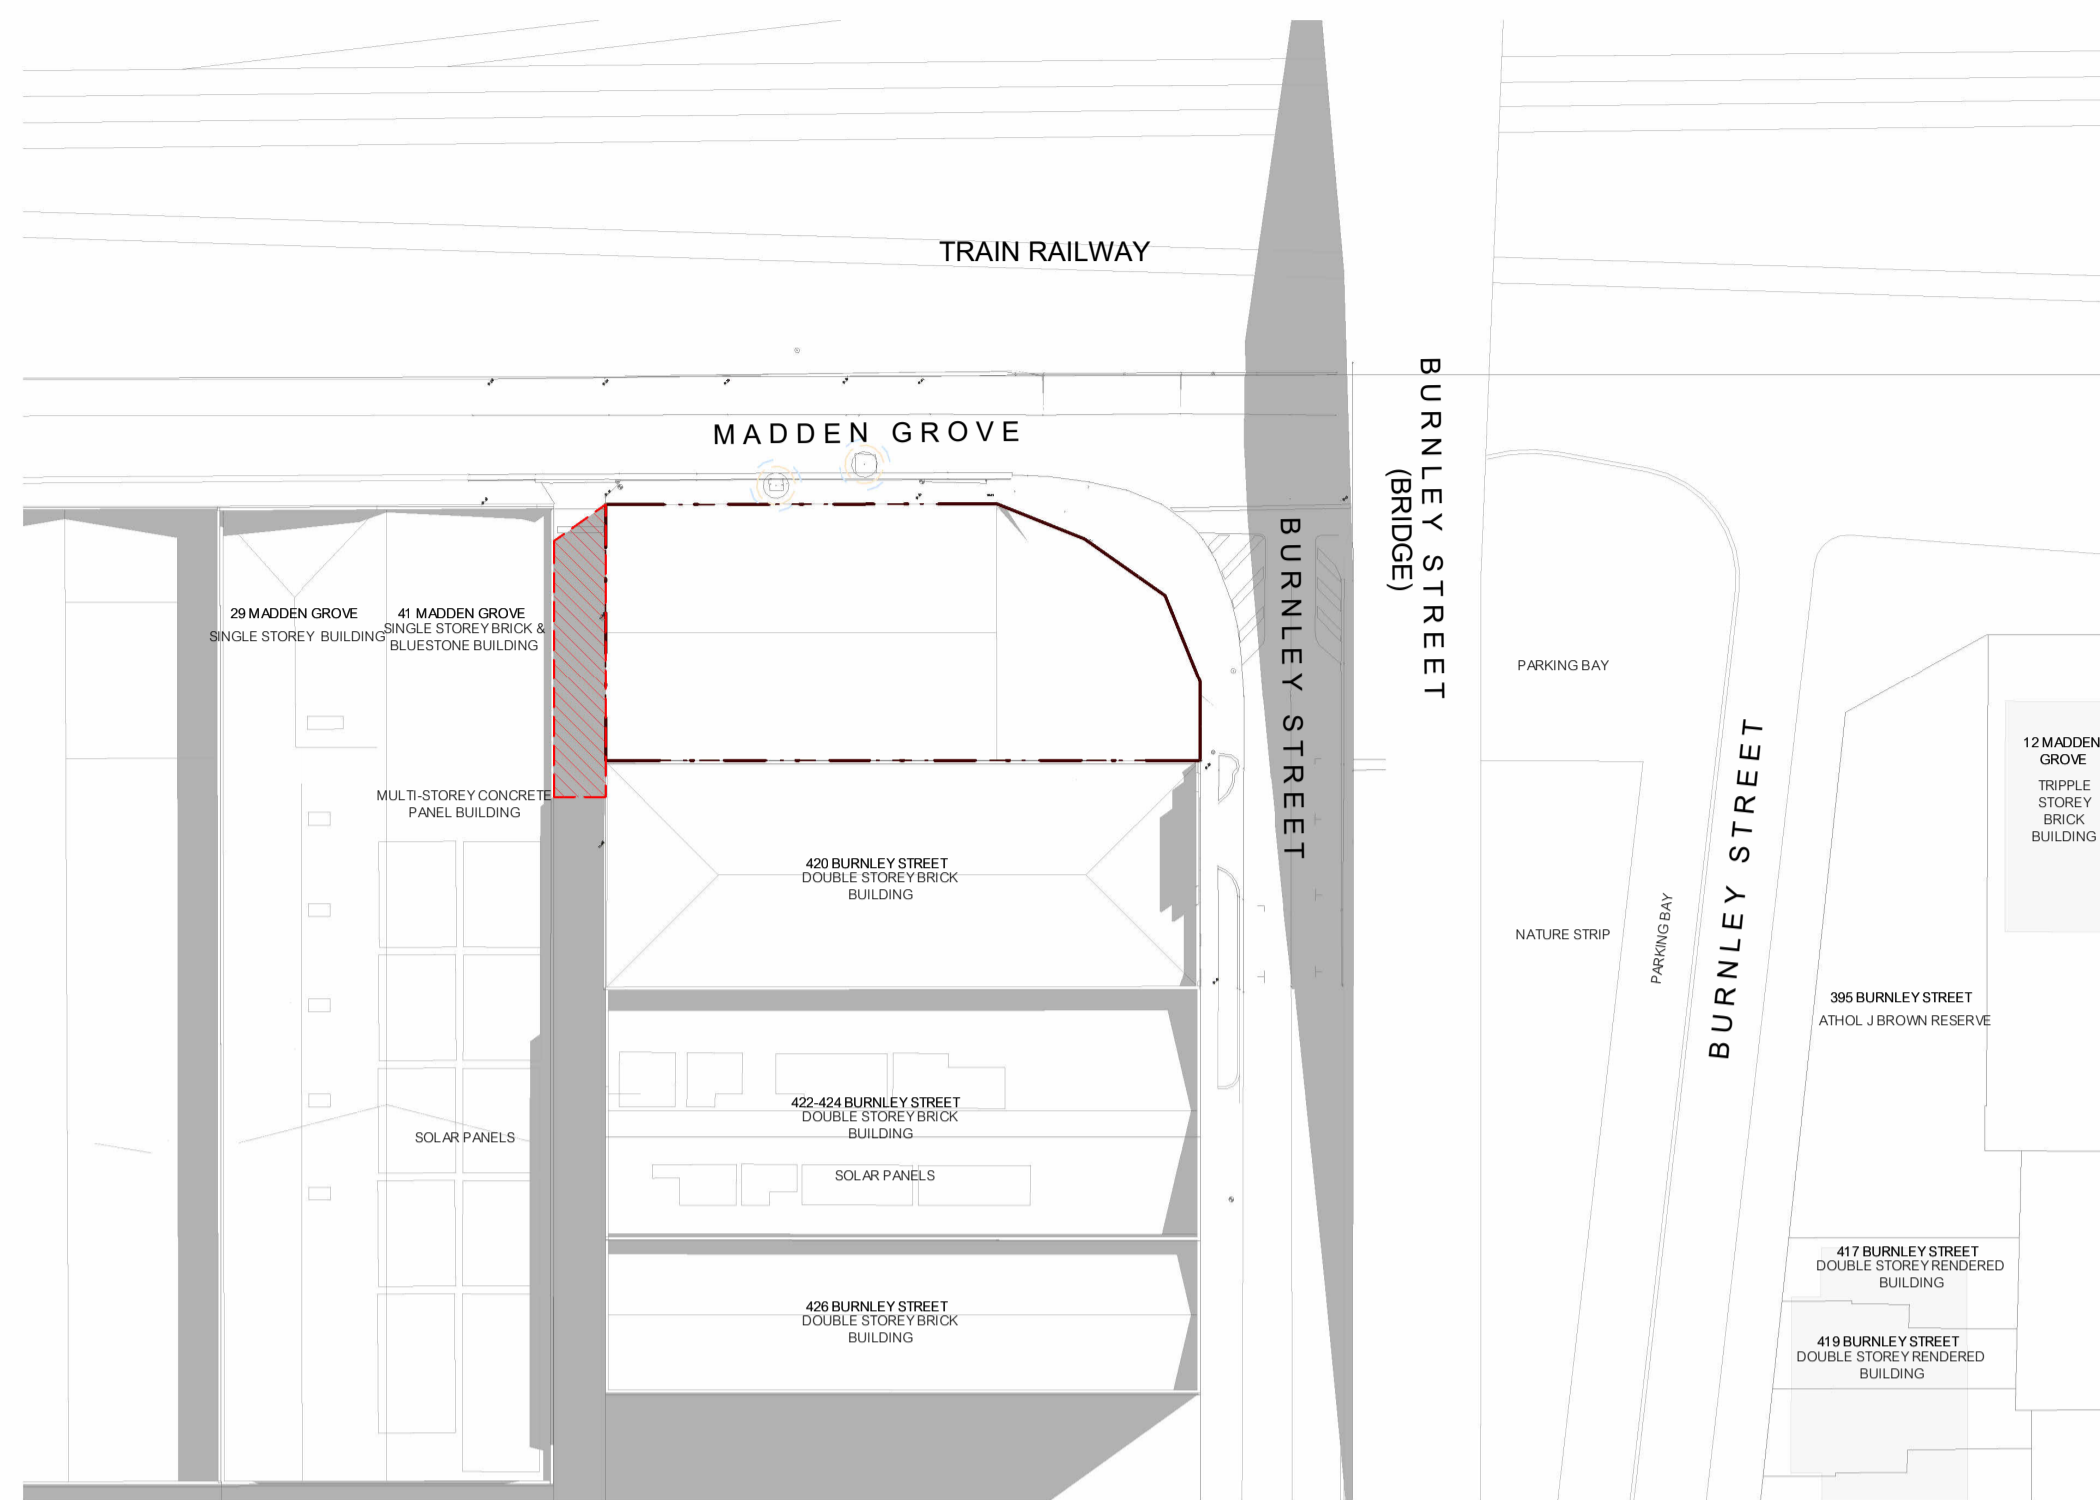 TRAIN RAILWAY
MADDEN GROVE
BURNLEY STREET
(BRIDGE)
BURNLEY STREET
29 MADDEN GROVE
SINGLE STOREY BUILDING
41 MADDEN GROVE
SINGLE STOREY BRICK &
BLUESTONE BUILDING
PARKING BAY
12 MADDEN
GROVE
TRIPPLE
STOREY
BRICK
BUILDING
MULTI-STOREY CONCRETE
PANEL BUILDING
420 BURNLEY STREET
DOUBLE STOREY BRICK
BUILDING
NATURE STRIP
PARKING BAY
BURNLEY STREET
395 BURNLEY STREET
ATHOL J BROWN RESERVE
422-424 BURNLEY STREET
DOUBLE STOREY BRICK
BUILDING
SOLAR PANELS
SOLAR PANELS
417 BURNLEY STREET
DOUBLE STOREY RENDERED
BUILDING
426 BURNLEY STREET
DOUBLE STOREY BRICK
BUILDING
419 BURNLEY STREET
DOUBLE STOREY RENDERED
BUILDING